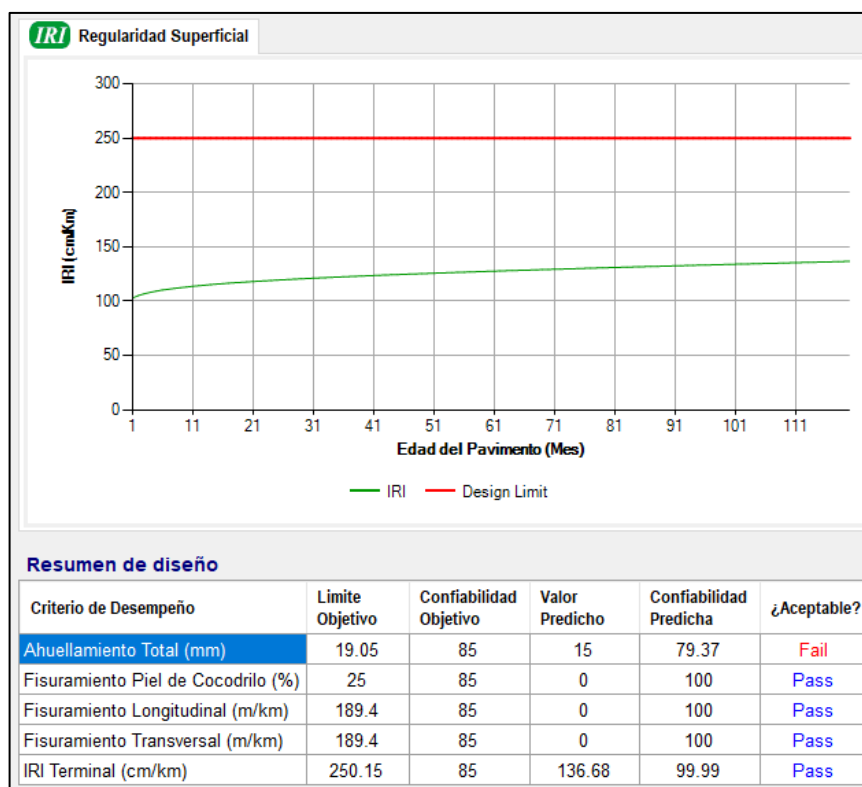 IRI Regularidad Superficial
300
250
200
150
100
50
0
IRI (cm/Km)
1 11 21 31 41 51 61 71 81 91 101 111
Edad del Pavimento (Mes)
IRI Design Limit
Resumen de diseño
Criterio de Desempeño Limite Objetivo Confiabilidad Objetivo Valor Predicho Confiabilidad Predicha ¿Aceptable?
Ahuellamiento Total (mm) 19.05 85 15 79.37 Fail
Fisuramiento Piel de Cocodrilo (%) 25 85 0 100 Pass
Fisuramiento Longitudinal (m/km) 189.4 85 0 100 Pass
Fisuramiento Transversal (m/km) 189.4 85 0 100 Pass
IRI Terminal (cm/km) 250.15 85 136.68 99.99 Pass